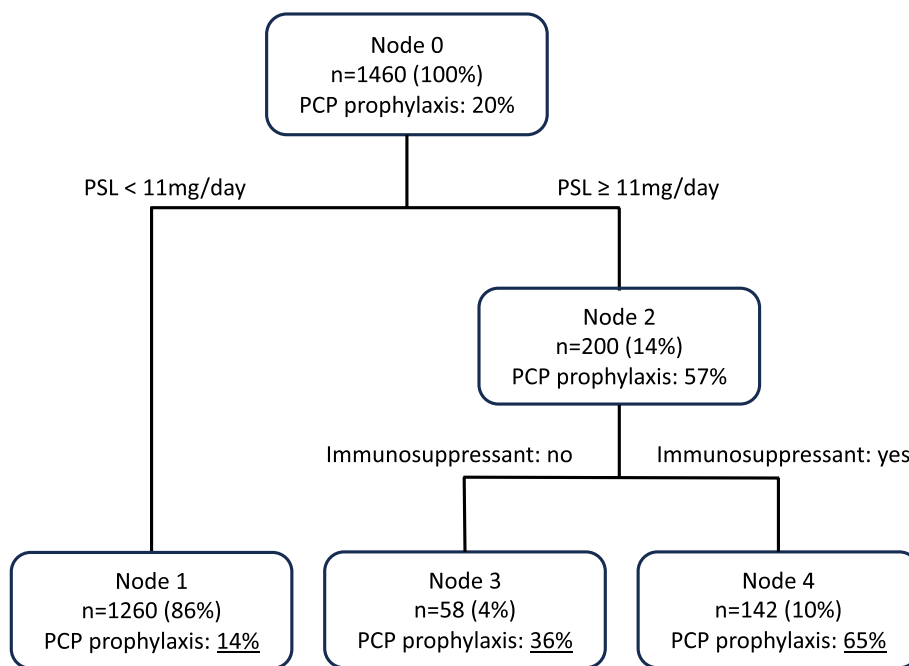 Node 0
n=1460 (100%)
PCP prophylaxis: 20%
PSL < 11mg/day
PSL ≥ 11mg/day
Node 2
n=200 (14%)
PCP prophylaxis: 57%
Immunosuppressant: no
Immunosuppressant: yes
Node 1
n=1260 (86%)
PCP prophylaxis: 14%
Node 3
n=58 (4%)
PCP prophylaxis: 36%
Node 4
n=142 (10%)
PCP prophylaxis: 65%